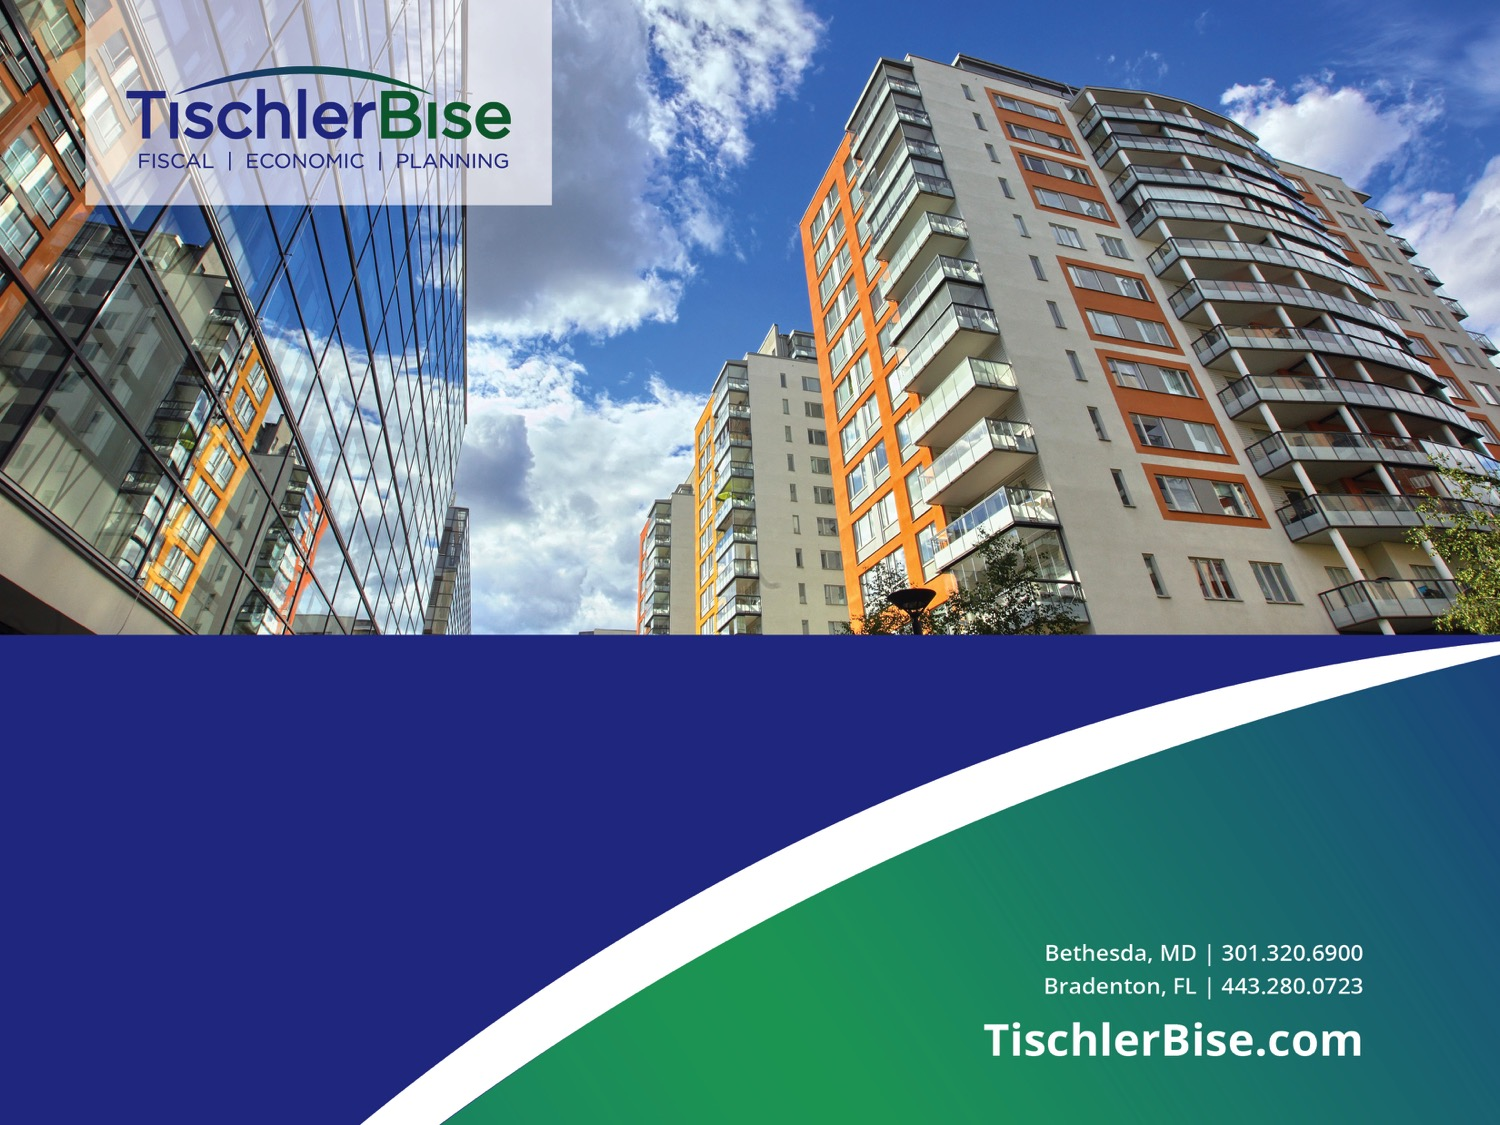 TischlerBise
FISCAL | ECONOMIC | PLANNING
Bethesda, MD | 301.320.6900
Bradenton, FL | 443.280.0723
TischlerBise.com